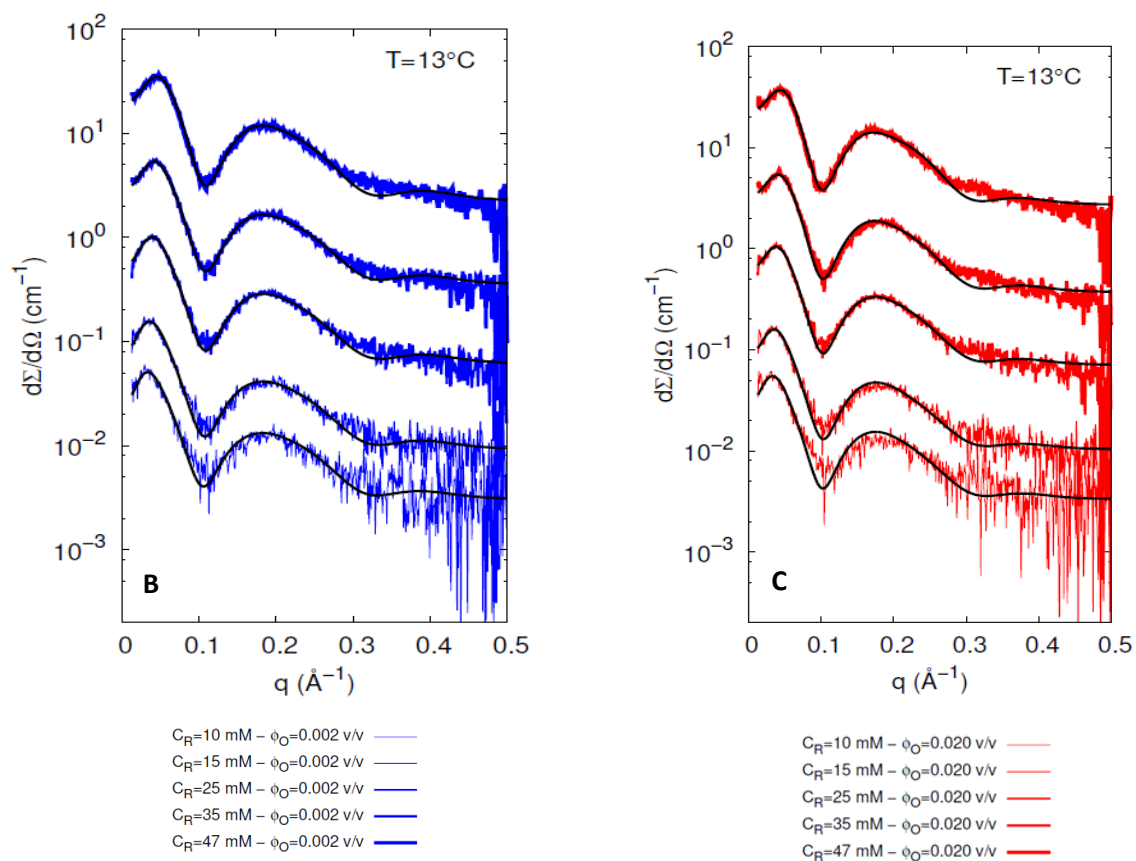 T=13°C
10²
10¹
10⁰
10⁻¹
10⁻²
10⁻³
dΣ/dΩ (cm⁻¹)
B
0 0.1 0.2 0.3 0.4 0.5
q (Å⁻¹)
C_R=10 mM – ϕ_O=0.002 v/v
C_R=15 mM – ϕ_O=0.002 v/v
C_R=25 mM – ϕ_O=0.002 v/v
C_R=35 mM – ϕ_O=0.002 v/v
C_R=47 mM – ϕ_O=0.002 v/v
T=13°C
10²
10¹
10⁰
10⁻¹
10⁻²
10⁻³
dΣ/dΩ (cm⁻¹)
C
0 0.1 0.2 0.3 0.4 0.5
q (Å⁻¹)
C_R=10 mM – ϕ_O=0.020 v/v
C_R=15 mM – ϕ_O=0.020 v/v
C_R=25 mM – ϕ_O=0.020 v/v
C_R=35 mM – ϕ_O=0.020 v/v
C_R=47 mM – ϕ_O=0.020 v/v